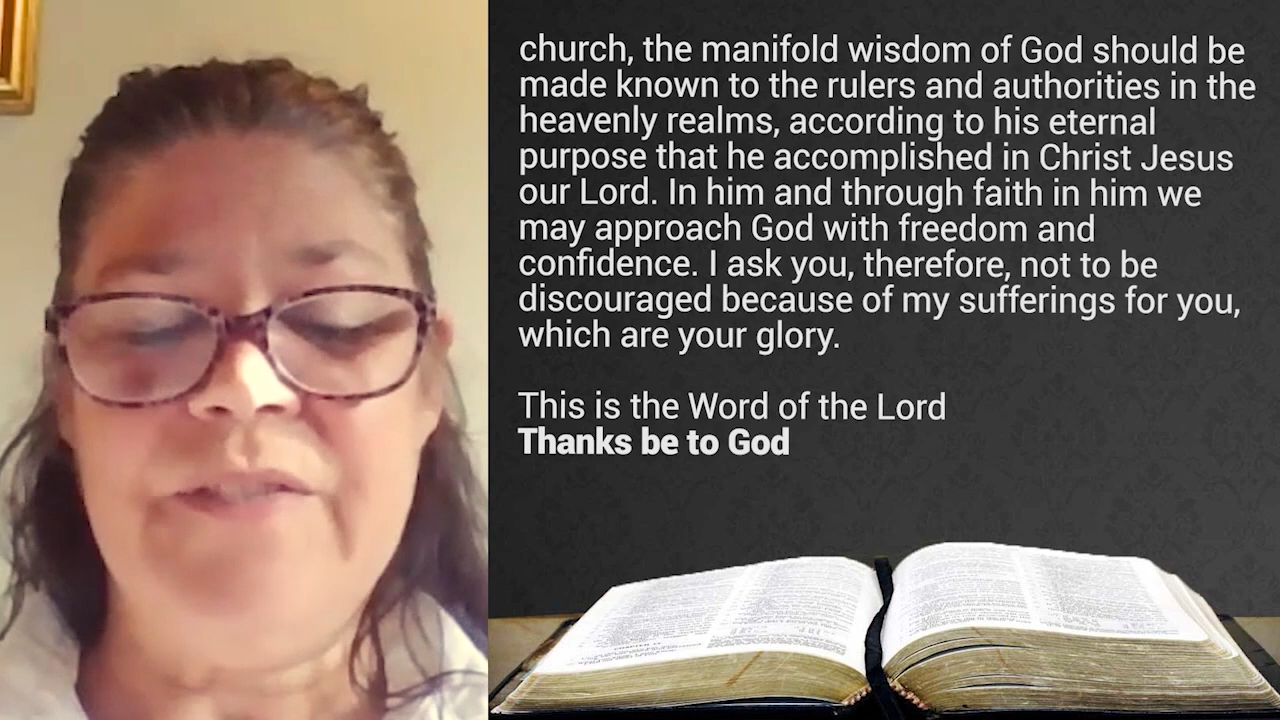 church, the manifold wisdom of God should be
made known to the rulers and authorities in the
heavenly realms, according to his eternal
purpose that he accomplished in Christ Jesus
our Lord. In him and through faith in him we
may approach God with freedom and
confidence. I ask you, therefore, not to be
discouraged because of my sufferings for you,
which are your glory.
This is the Word of the Lord
Thanks be to God